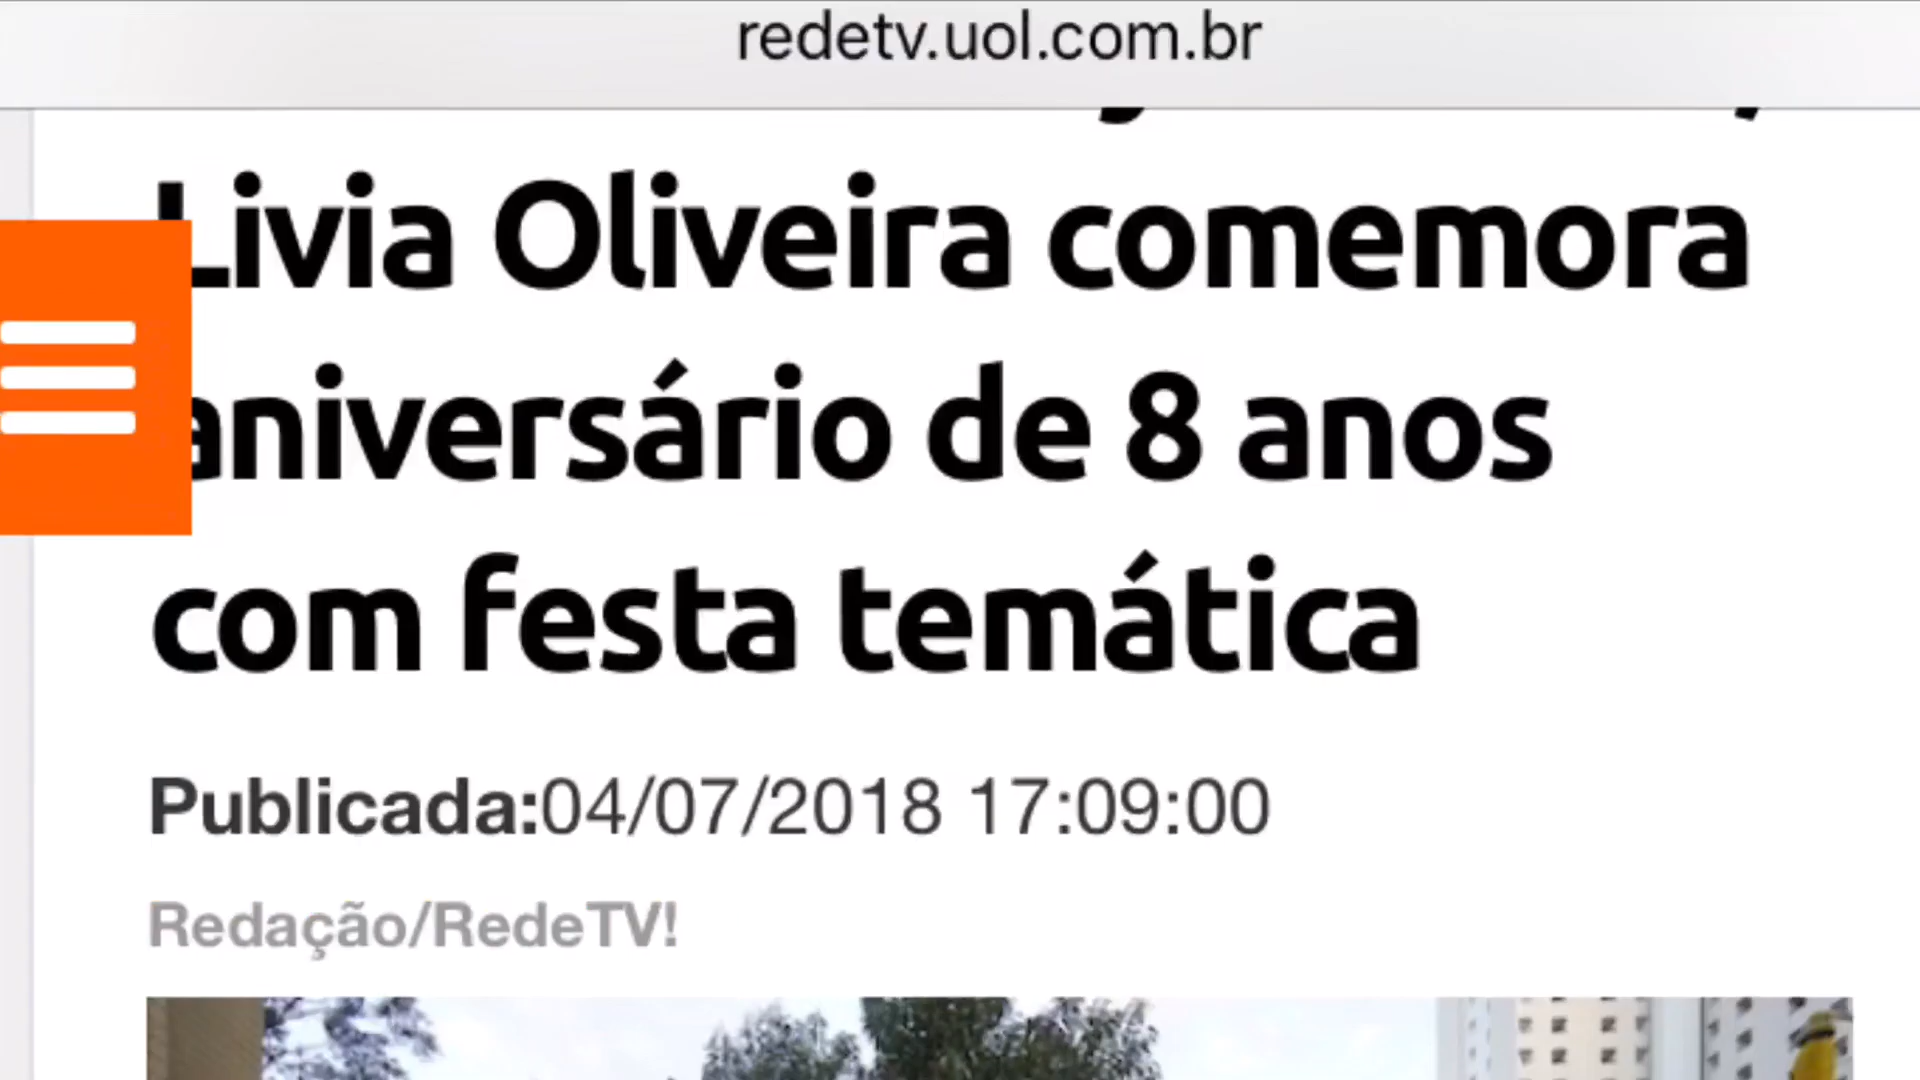 redetv.uol.com.br
Livia Oliveira comemora
aniversário de 8 anos
com festa temática
Publicada:04/07/2018 17:09:00
Redação/RedeTV!